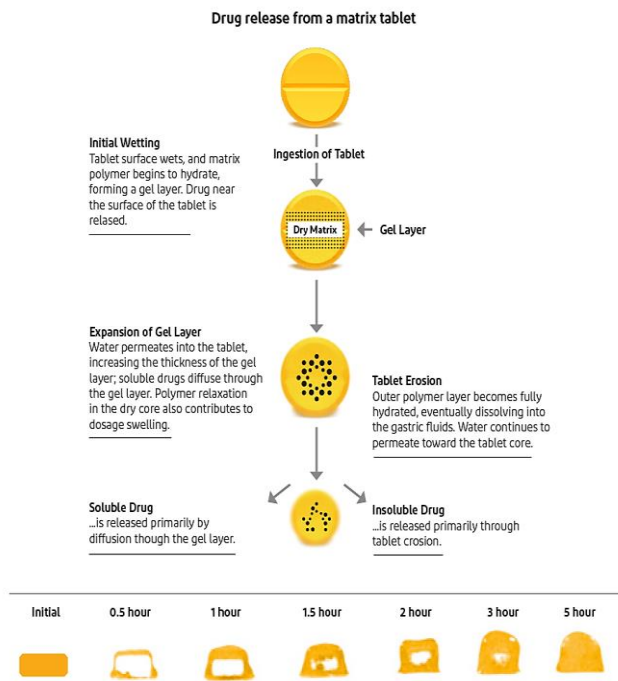 Drug release from a matrix tablet
Initial Wetting
Tablet surface wets, and matrix
polymer begins to hydrate,
forming a gel layer. Drug near
the surface of the tablet is
relased.
Ingestion of Tablet
Dry Matrix
Gel Layer
Expansion of Gel Layer
Water permeates into the tablet,
increasing the thickness of the gel
layer; soluble drugs diffuse through
the gel layer. Polymer relaxation
in the dry core also contributes to
dosage swelling.
Tablet Erosion
Outer polymer layer becomes fully
hydrated, eventually dissolving into
the gastric fluids. Water continues to
permeate toward the tablet core.
Soluble Drug
...is released primarily by
diffusion though the gel layer.
Insoluble Drug
...is released primarily through
tablet crosion.
Initial 0.5 hour 1 hour 1.5 hour 2 hour 3 hour 5 hour